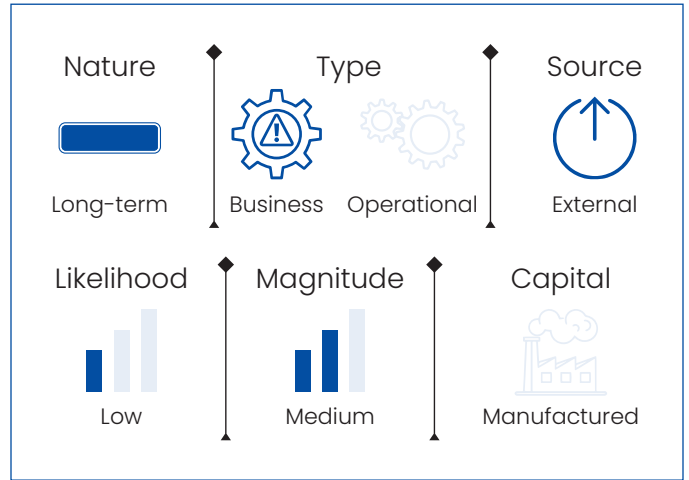 Nature
Type
Source
Long-term
Business
Operational
External
Likelihood
Magnitude
Capital
Low
Medium
Manufactured